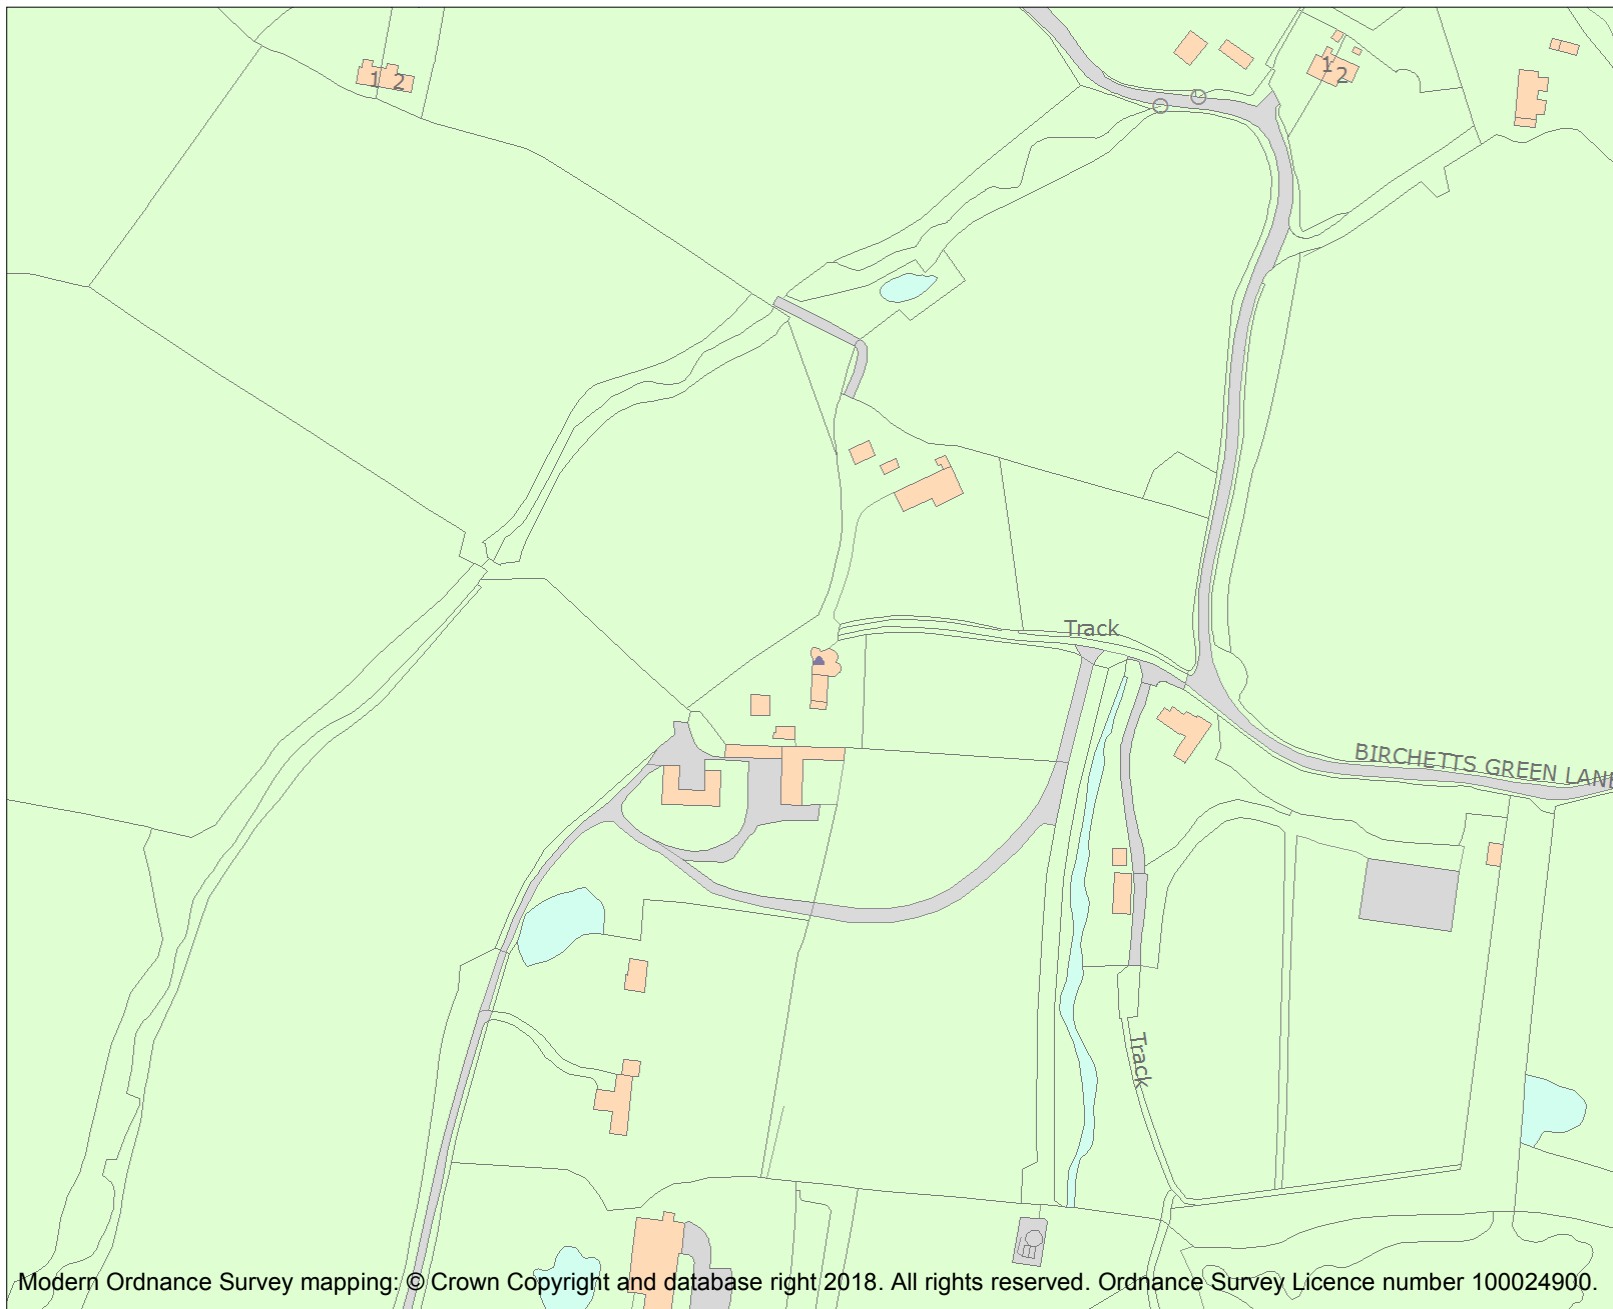 1 2
1
2
Track
BIRCHETTS GREEN LANE
Track
Modern Ordnance Survey mapping: © Crown Copyright and database right 2018. All rights reserved. Ordnance Survey Licence number 100024900.